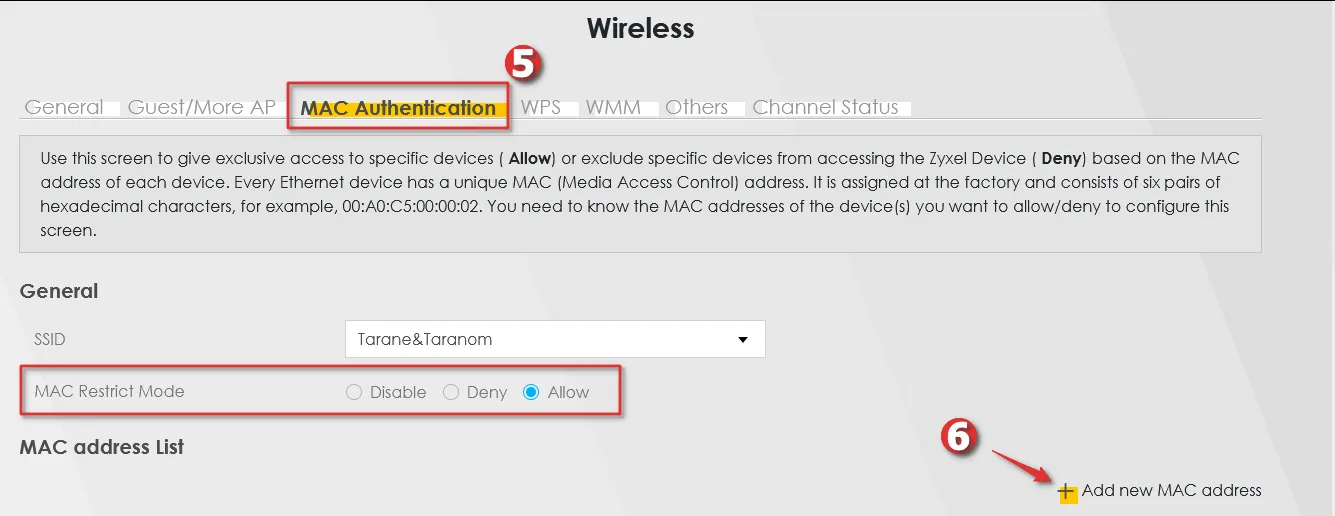 Wireless
5
General Guest/More AP MAC Authentication WPS WMM Others Channel Status
Use this screen to give exclusive access to specific devices ( Allow) or exclude specific devices from accessing the Zyxel Device ( Deny) based on the MAC
address of each device. Every Ethernet device has a unique MAC (Media Access Control) address. It is assigned at the factory and consists of six pairs of
hexadecimal characters, for example, 00:A0:C5:00:00:02. You need to know the MAC addresses of the device(s) you want to allow/deny to configure this
screen.
General
SSID Tarane&Taranom
MAC Restrict Mode Disable Deny Allow
MAC address List
6
+ Add new MAC address